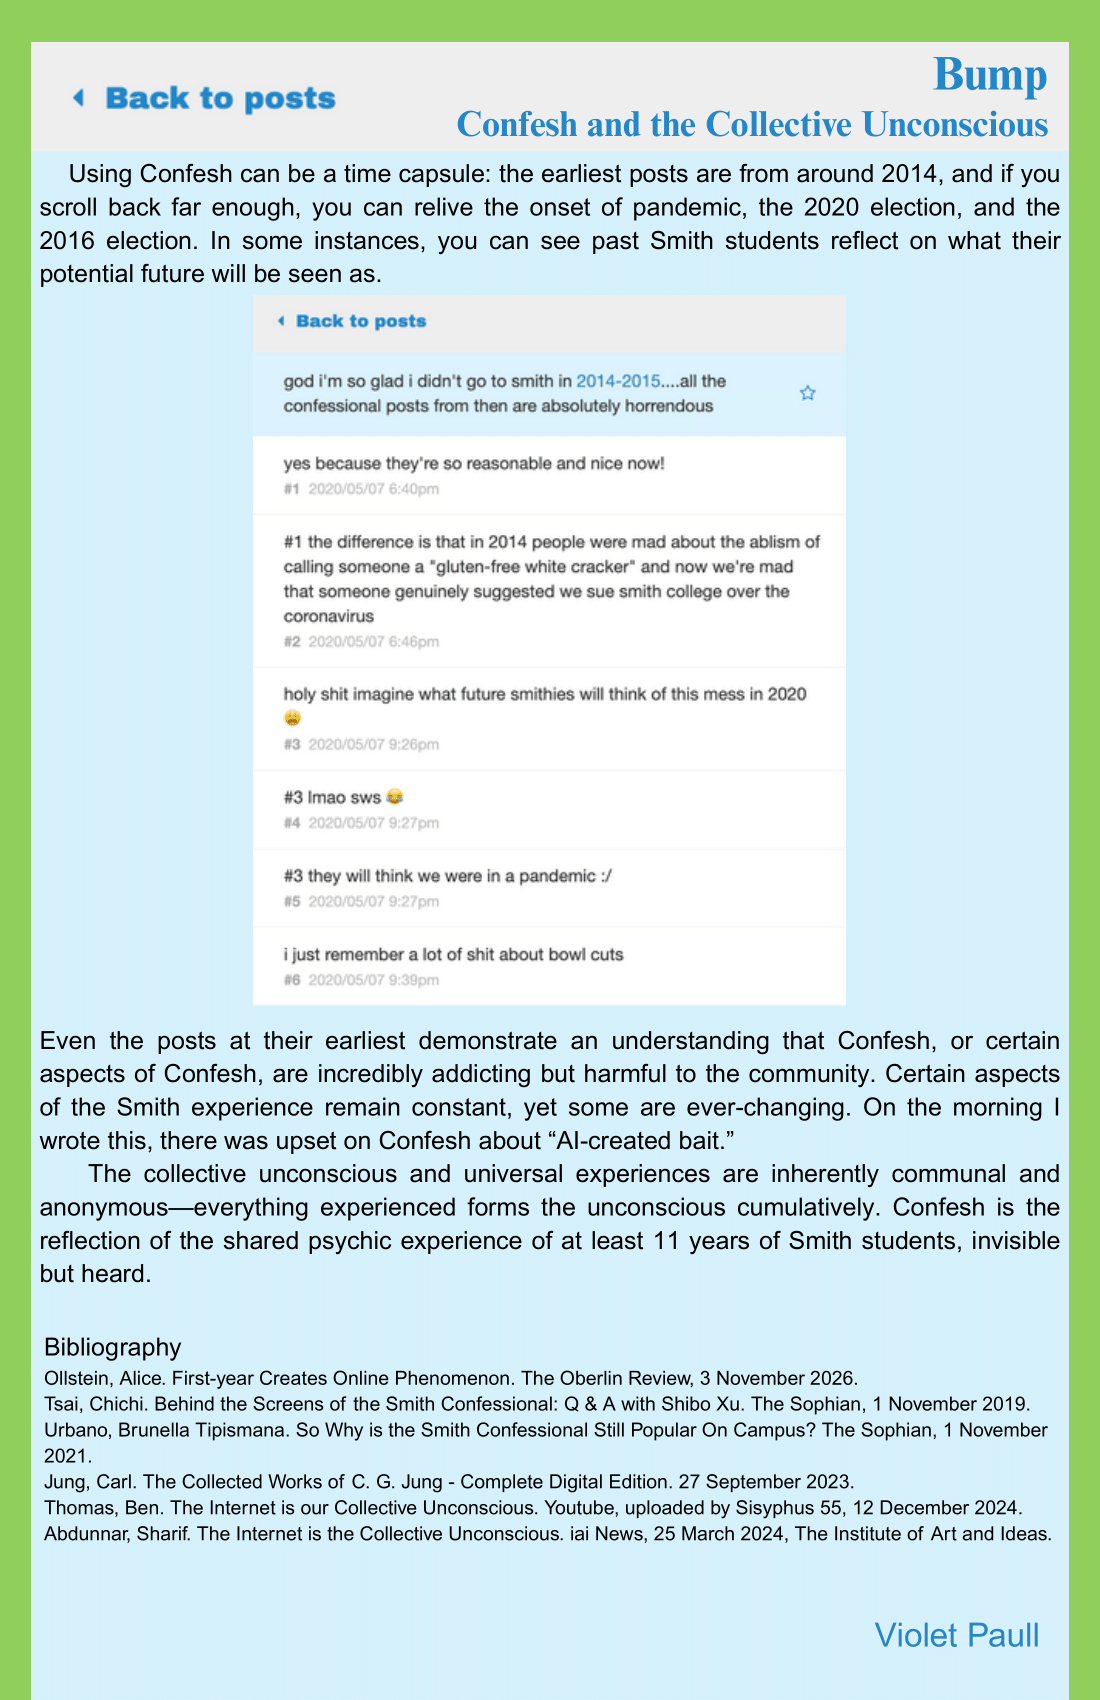 Back to posts
Bump
Confesh and the Collective Unconscious
Using Confesh can be a time capsule: the earliest posts are from around 2014, and if you
scroll back far enough, you can relive the onset of pandemic, the 2020 election, and the
2016 election. In some instances, you can see past Smith students reflect on what their
potential future will be seen as.
Back to posts
god i'm so glad i didn't go to smith in 2014-2015....all the
confessional posts from then are absolutely horrendous
yes because they're so reasonable and nice now!
#1 2020/05/07 6:40pm
#1 the difference is that in 2014 people were mad about the ablism of
calling someone a "gluten-free white cracker" and now we're mad
that someone genuinely suggested we sue smith college over the
coronavirus
#2 2020/05/07 6:46pm
holy shit imagine what future smithies will think of this mess in 2020
😩
#3 2020/05/07 9:26pm
#3 lmao sws 😂
#4 2020/05/07 9:27pm
#3 they will think we were in a pandemic :/
#5 2020/05/07 9:27pm
i just remember a lot of shit about bowl cuts
#6 2020/05/07 9:39pm
Even the posts at their earliest demonstrate an understanding that Confesh, or certain
aspects of Confesh, are incredibly addicting but harmful to the community. Certain aspects
of the Smith experience remain constant, yet some are ever-changing. On the morning I
wrote this, there was upset on Confesh about “AI-created bait.”
The collective unconscious and universal experiences are inherently communal and
anonymous—everything experienced forms the unconscious cumulatively. Confesh is the
reflection of the shared psychic experience of at least 11 years of Smith students, invisible
but heard.
Bibliography
Ollstein, Alice. First-year Creates Online Phenomenon. The Oberlin Review, 3 November 2026.
Tsai, Chichi. Behind the Screens of the Smith Confessional: Q & A with Shibo Xu. The Sophian, 1 November 2019.
Urbano, Brunella Tipismana. So Why is the Smith Confessional Still Popular On Campus? The Sophian, 1 November
2021.
Jung, Carl. The Collected Works of C. G. Jung - Complete Digital Edition. 27 September 2023.
Thomas, Ben. The Internet is our Collective Unconscious. Youtube, uploaded by Sisyphus 55, 12 December 2024.
Abdunnar, Sharif. The Internet is the Collective Unconscious. iai News, 25 March 2024, The Institute of Art and Ideas.
Violet Paull